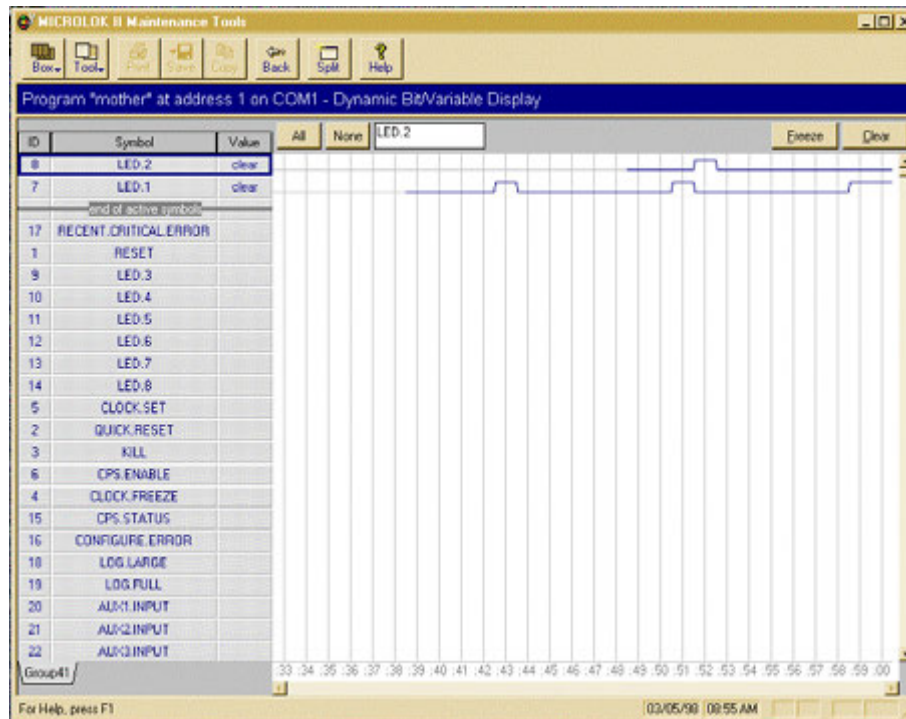 MICROLOK II Maintenance Tools
Box Tool Print Save Copy Back Split Help
Program "mother" at address 1 on COM1 - Dynamic Bit/Variable Display
ID Symbol Value All None LED.2 Freeze Clear
8 LED.2 clear
7 LED.1 clear
end of active symbols
17 RECENT.CRITICAL.ERROR
1 RESET
9 LED.3
10 LED.4
11 LED.5
12 LED.6
13 LED.7
14 LED.8
5 CLOCK.SET
2 QUICK.RESET
3 KILL
6 CPS.ENABLE
4 CLOCK.FREEZE
15 CPS.STATUS
16 CONFIGURE.ERROR
18 LOG.LARGE
19 LOG.FULL
20 AUX1.INPUT
21 AUX2.INPUT
22 AUX3.INPUT
Group41 :33 :34 :35 :36 :37 :38 :39 :40 :41 :42 :43 :44 :45 :46 :47 :48 :49 :50 :51 :52 :53 :54 :55 :56 :57 :58 :59 :00
For Help, press F1 03/05/98 08:55 AM